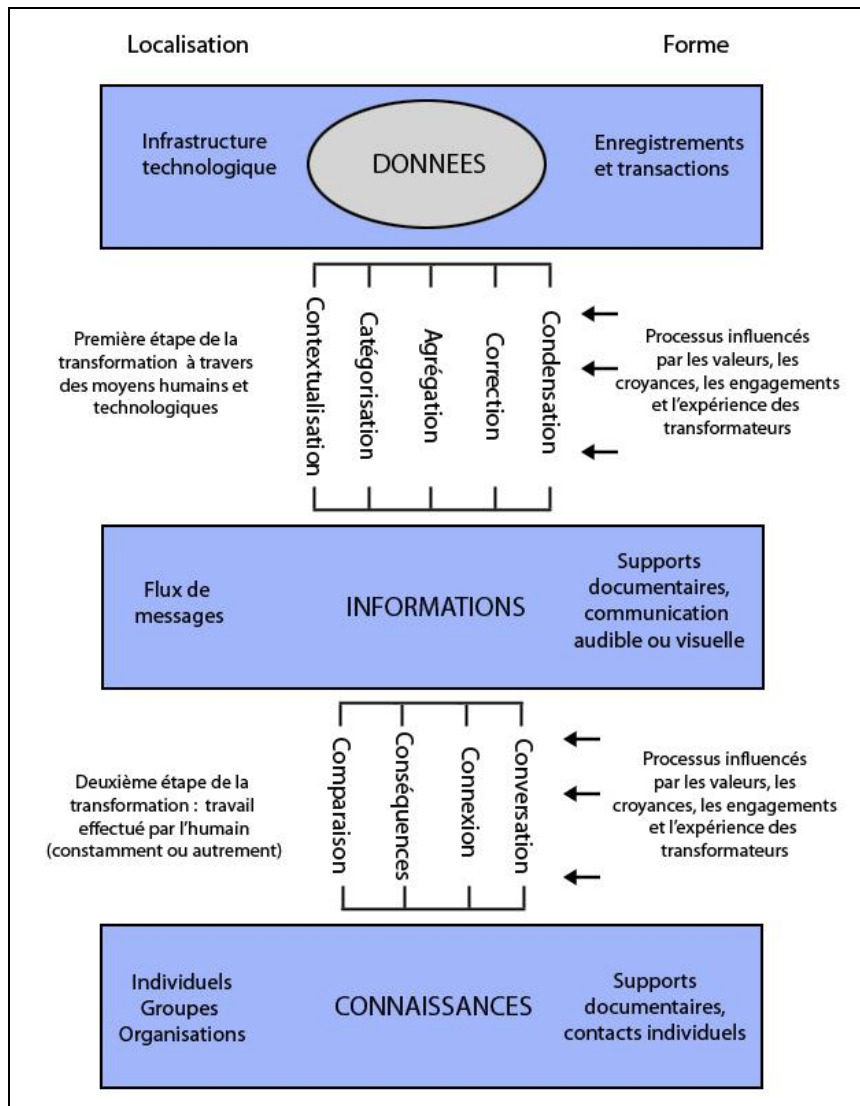 Localisation
Forme
Infrastructure
technologique
DONNEES
Enregistrements
et transactions
Première étape de la
transformation à travers
des moyens humains et
technologiques
Contextualisation
Catégorisation
Agrégation
Correction
Condensation
Processus influencés
par les valeurs, les
croyances, les engagements
et l'expérience des
transformateurs
Flux de
messages
INFORMATIONS
Supports
documentaires,
communication
audible ou visuelle
Deuxième étape de la
transformation : travail
effectué par l'humain
(constamment ou autrement)
Comparaison
Conséquences
Connexion
Conversation
Processus influencés
par les valeurs, les
croyances, les engagements
et l'expérience des
transformateurs
Individuels
Groupes
Organisations
CONNAISSANCES
Supports
documentaires,
contacts individuels